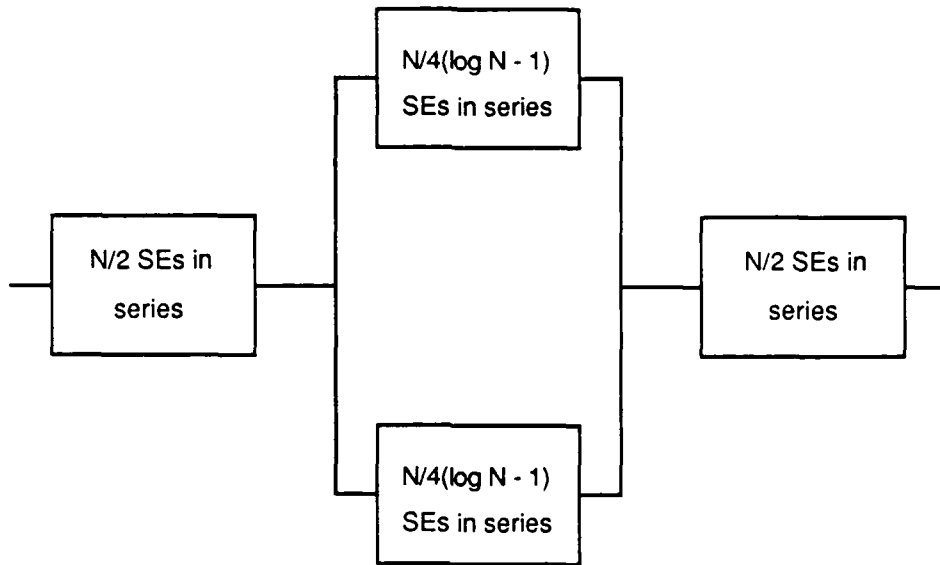 N/4(log N - 1)
SEs in series
N/2 SEs in
series
N/2 SEs in
series
N/4(log N - 1)
SEs in series